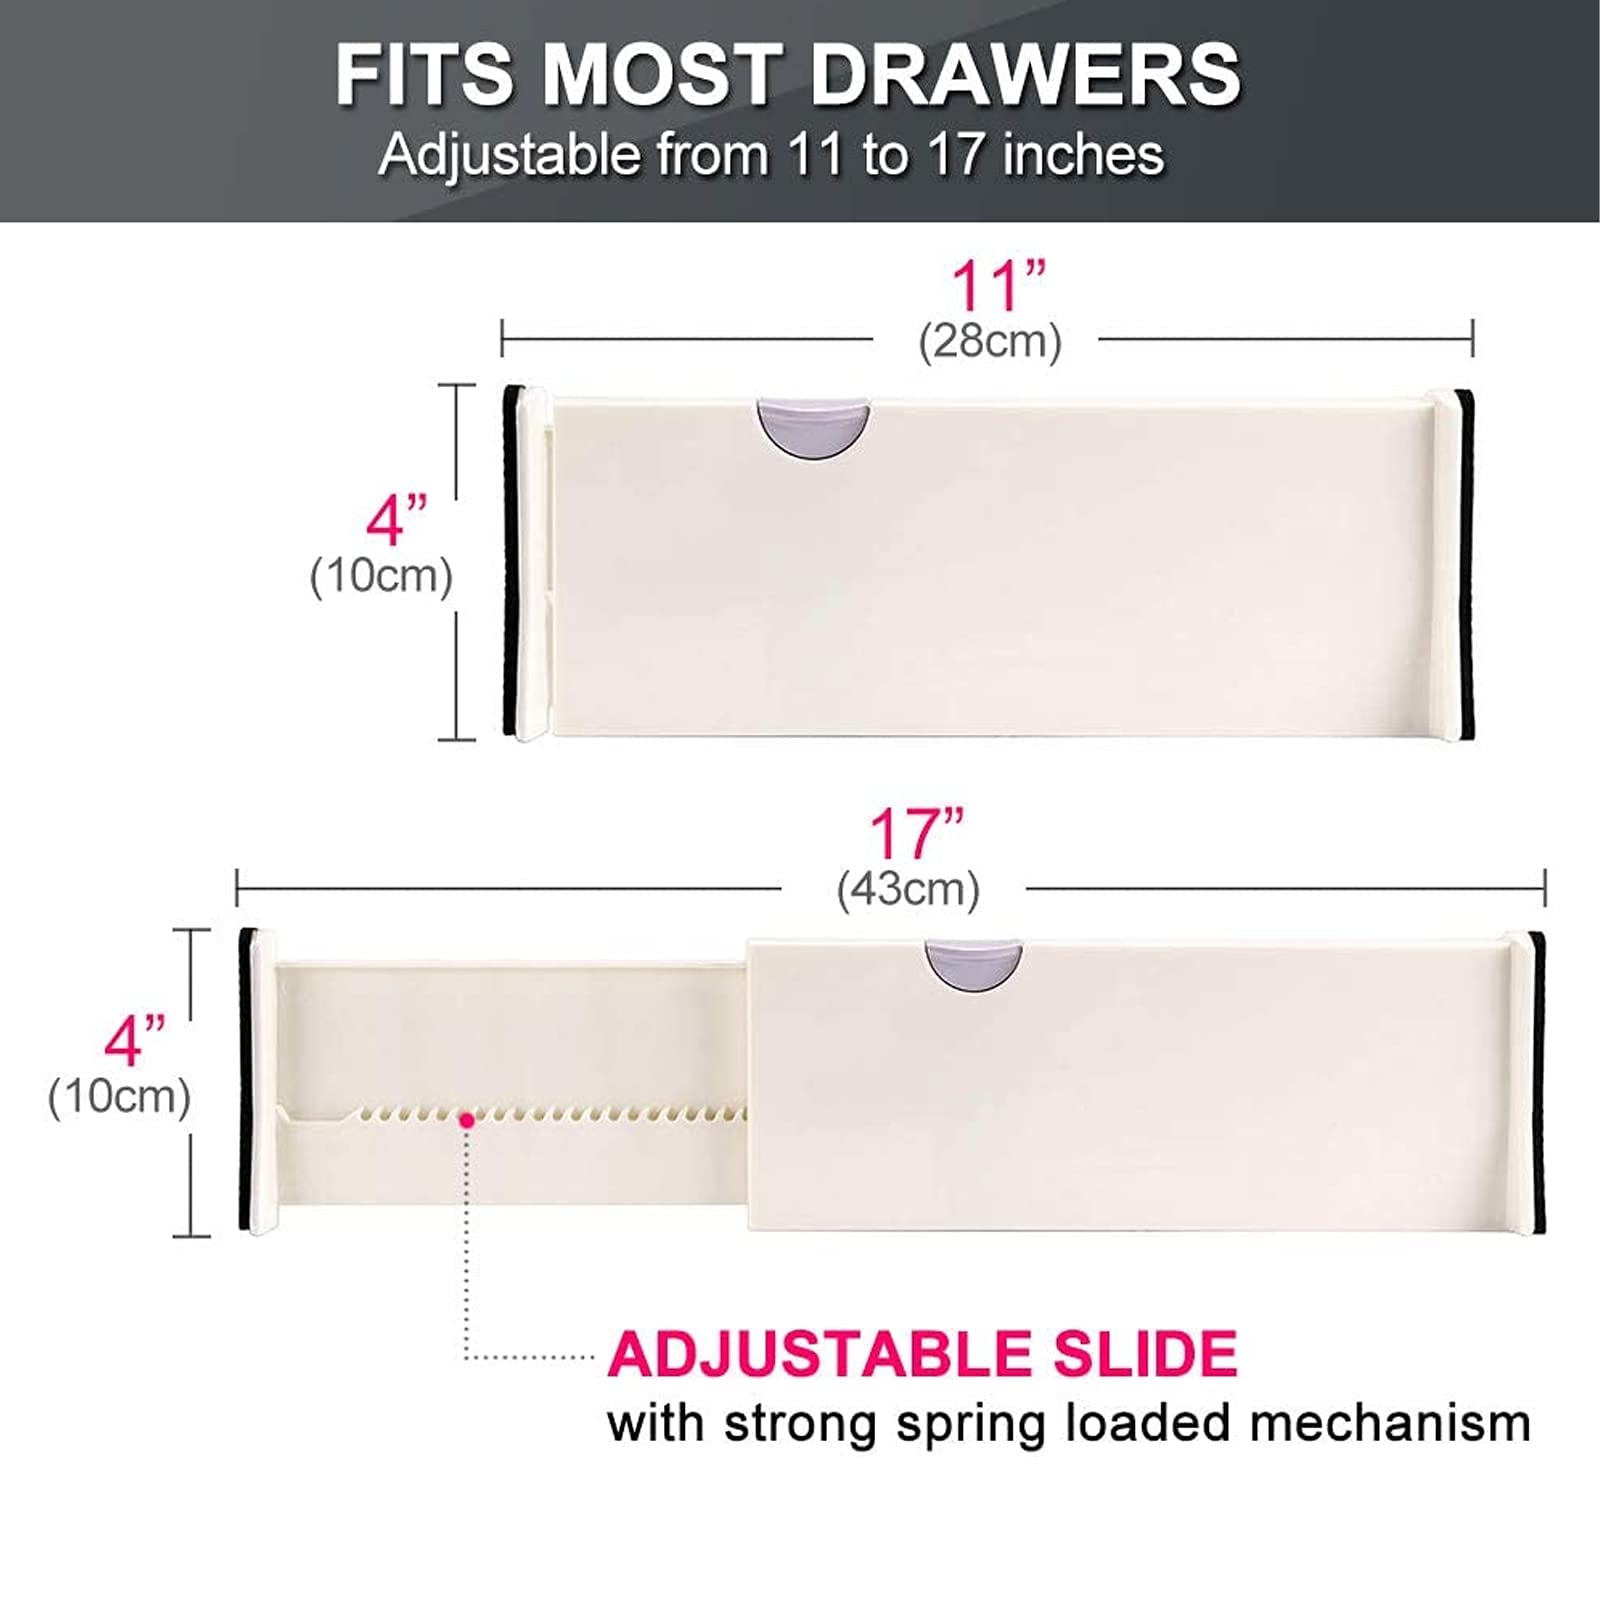 FITS MOST DRAWERS
Adjustable from 11 to 17 inches
11”
(28cm)
4”
(10cm)
17”
(43cm)
4”
(10cm)
ADJUSTABLE SLIDE
with strong spring loaded mechanism